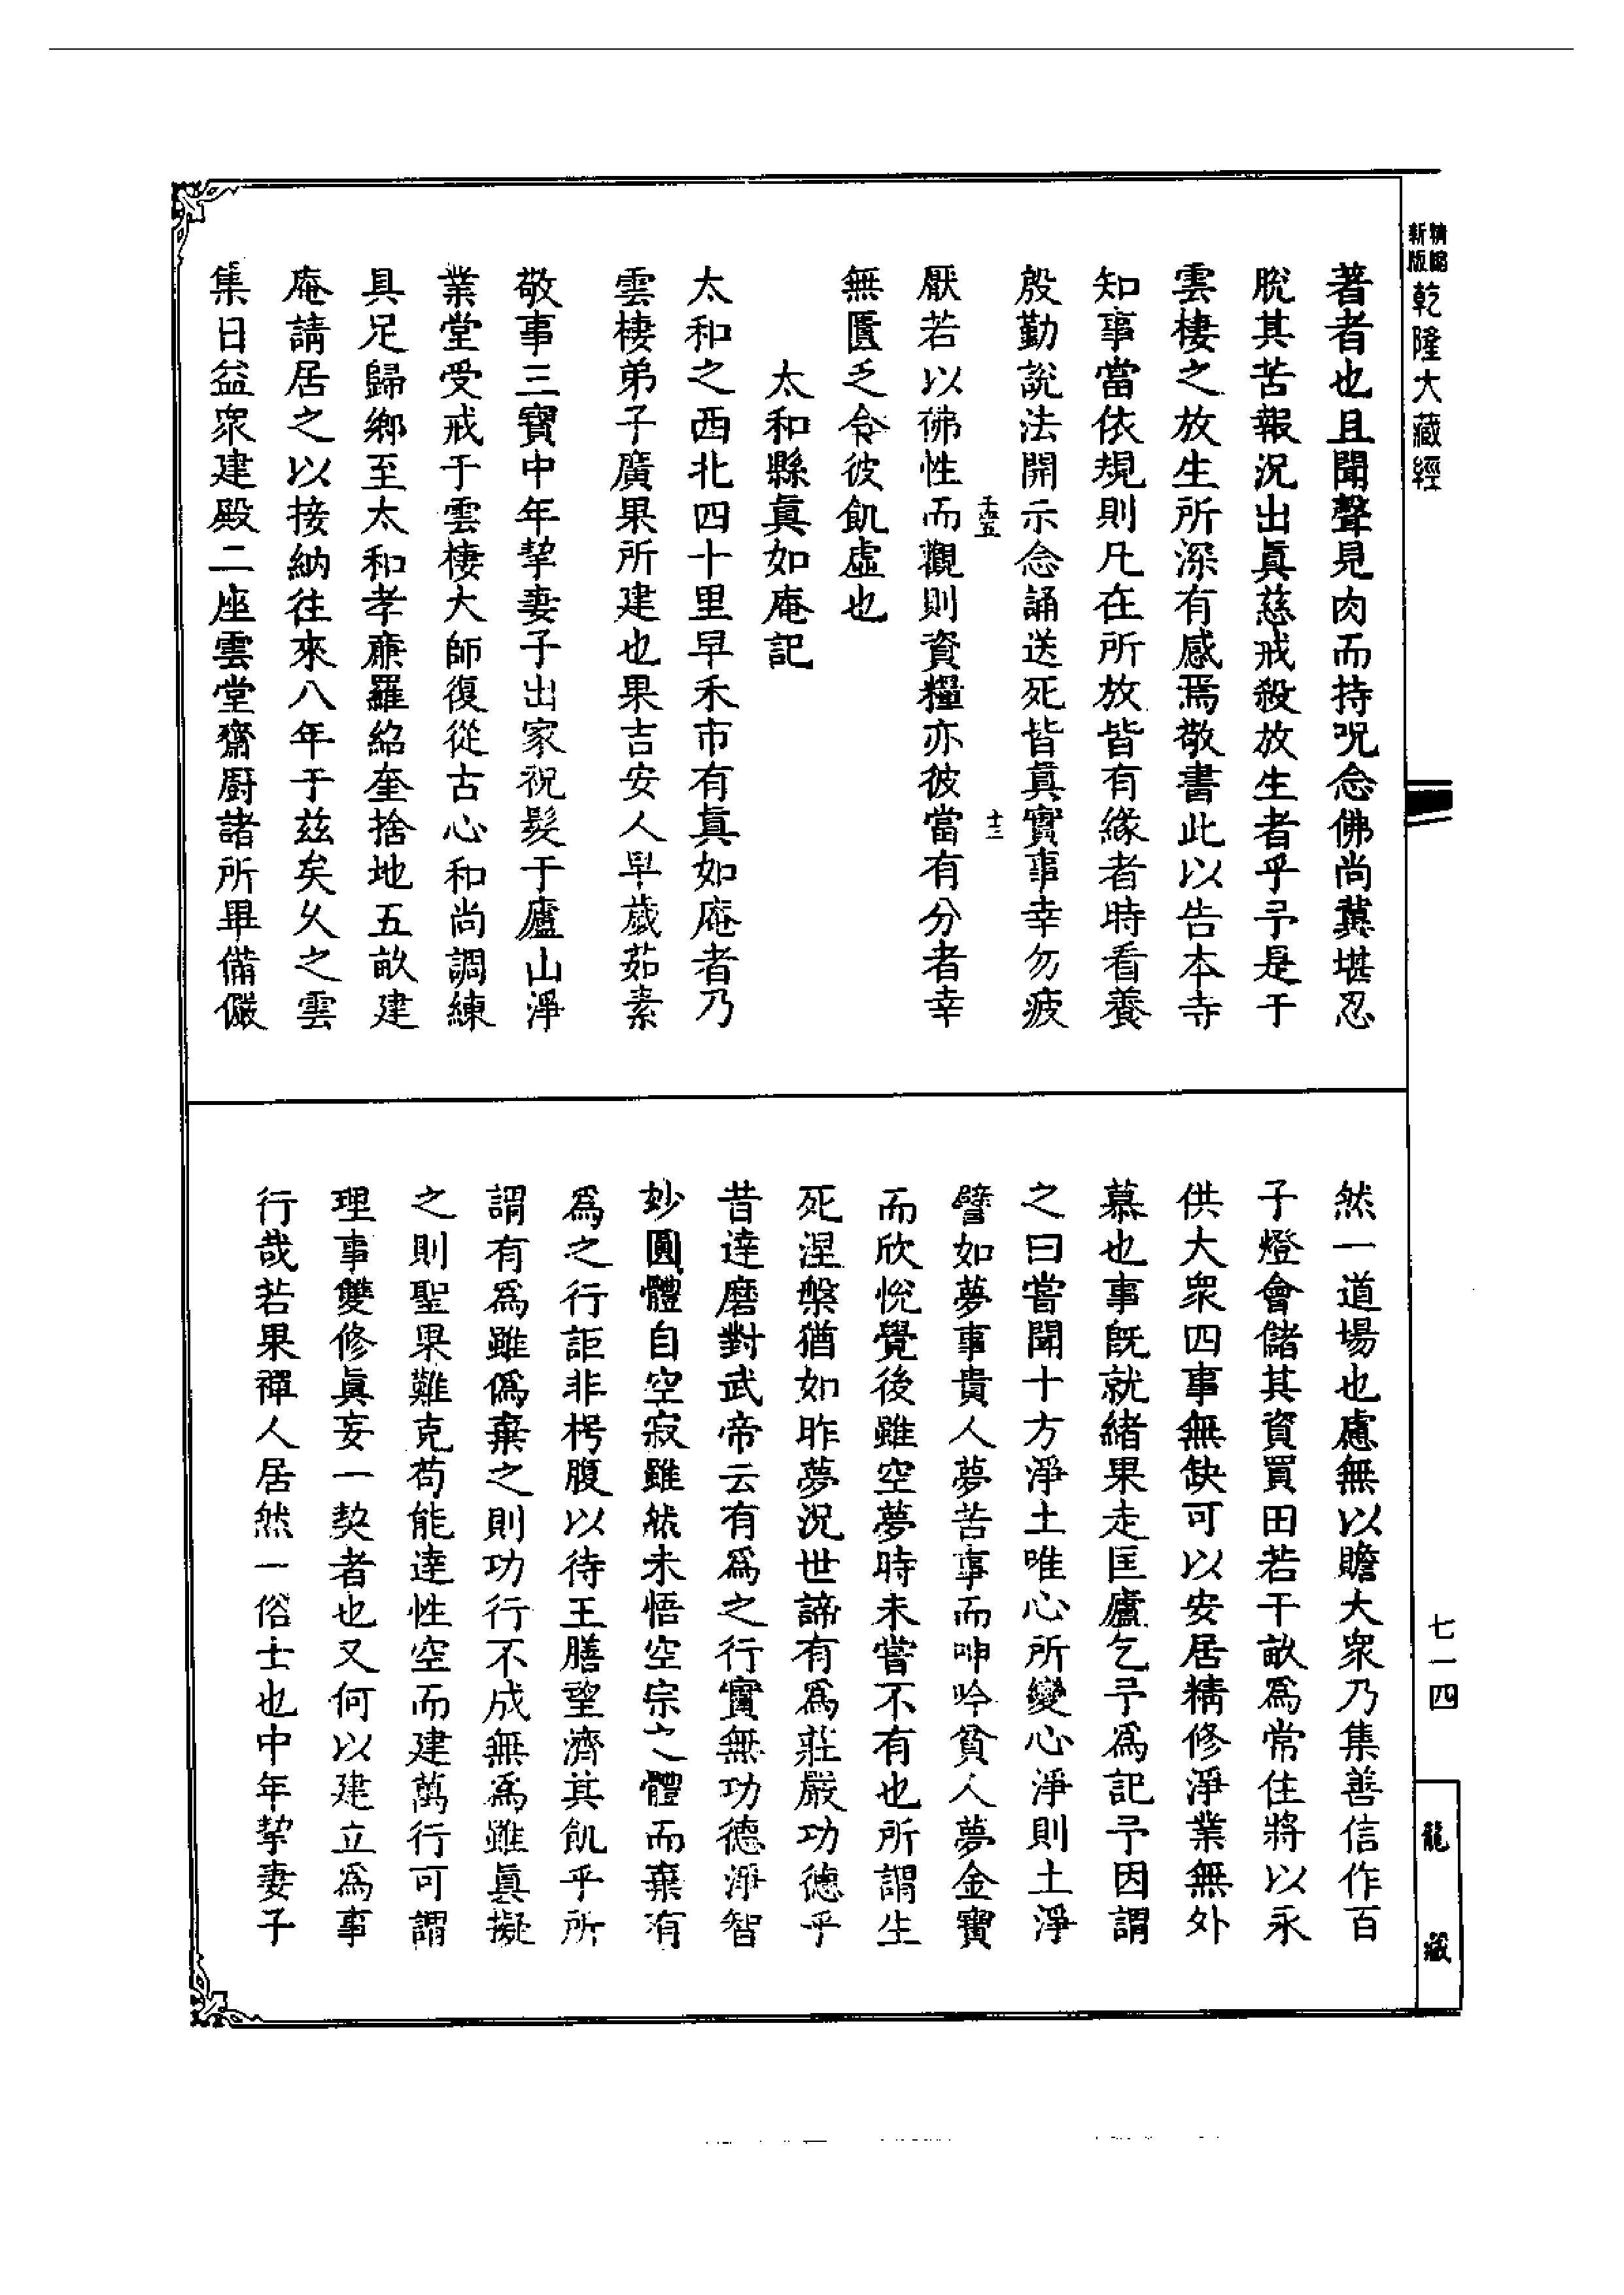 精縮新版乾隆大藏經
著者也且聞聲見肉而持呪念佛尚冀堪忍
脫其苦報況出眞慈戒殺放生者乎予是于
雲棲之放生所深有感焉敬書此以告本寺
知事當依規則凡在所放皆有緣者時看養
殷勤說法開示念誦送死皆眞實事幸勿疲
十二
厭若以佛性而觀則資糧亦彼當有分者幸
無匱乏令彼飢虛也
太和縣眞如庵記
太和之西北四十里早禾市有眞如庵者乃
雲棲弟子廣果所建也果吉安人早歲茹素
敬事三寶中年挈妻子出家祝髮于廬山淨
業堂受戒于雲棲大師復從古心和尚調練
具足歸鄉至太和孝廉羅紹奎捨地五畝建
庵請居之以接納往來八年于茲矣久之雲
集日益衆建殿二座雲堂齋厨諸所畢備儼
然一道場也慮無以贍大衆乃集善信作百
子燈會儲其資買田若干畝爲常住將以永
供大衆四事無缺可以安居精修淨業無外
慕也事旣就緒果走匡廬乞予爲記予因謂
之曰嘗聞十方淨土唯心所變心淨則土淨
譬如夢事貴人夢苦事而呻吟貧人夢金寶
而欣悅覺後雖空夢時未嘗不有也所謂生
死涅槃猶如昨夢況世諦有爲莊嚴功德乎
昔達磨對武帝云有爲之行實無功德淨智
妙圓體自空寂雖然未悟空宗之體而棄有
爲之行詎非枵腹以待王膳望濟其飢乎所
謂有爲雖僞棄之則功行不成無爲雖眞擬
之則聖果難克苟能達性空而建萬行可謂
理事雙修眞妄一契者也又何以建立爲事
行哉若果禪人居然一俗士也中年挈妻子
七一四
龍藏